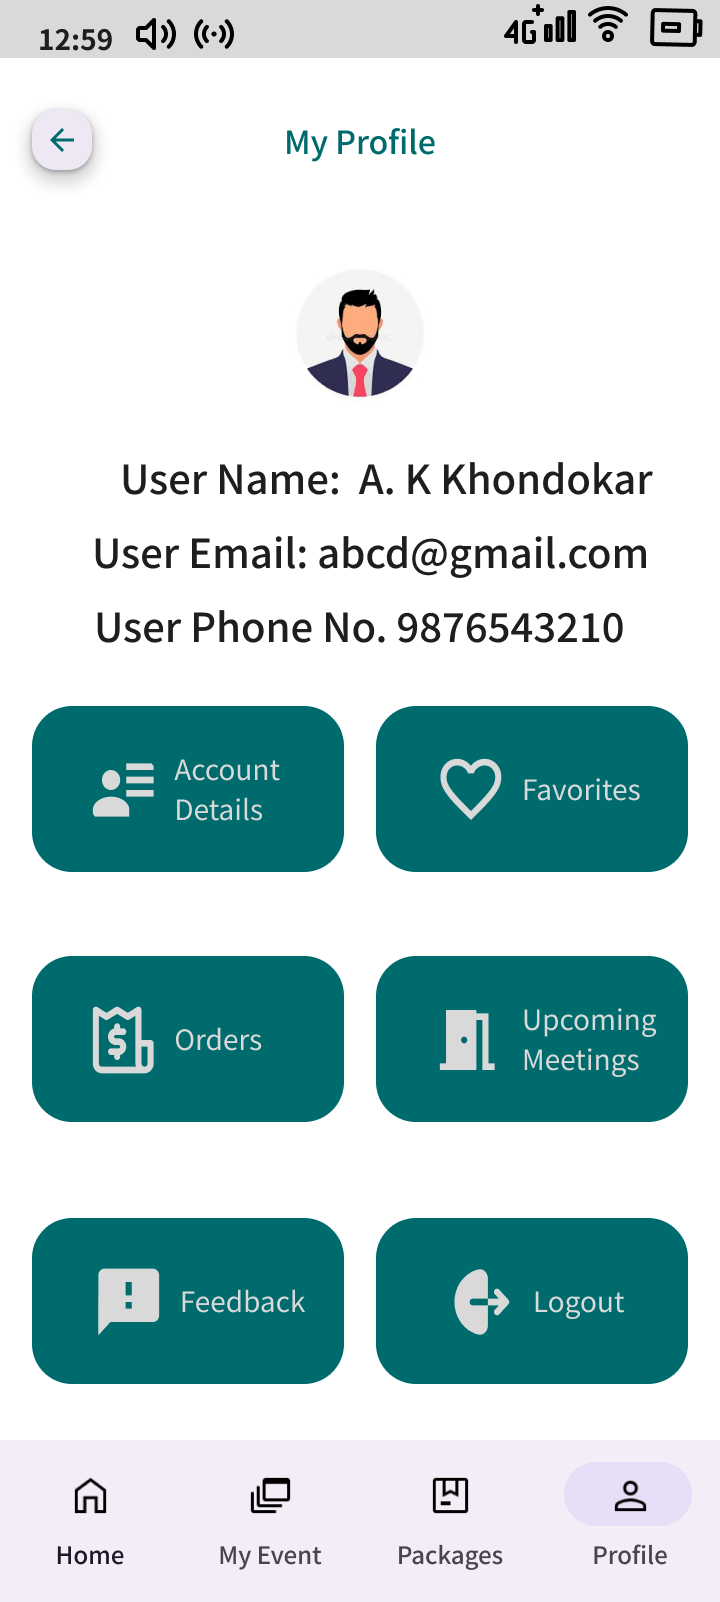 12:59
4G+
My Profile
User Name:  A. K Khondokar
User Email: abcd@gmail.com
User Phone No. 9876543210
Account
Details
Favorites
Orders
Upcoming
Meetings
Feedback
Logout
Home
My Event
Packages
Profile